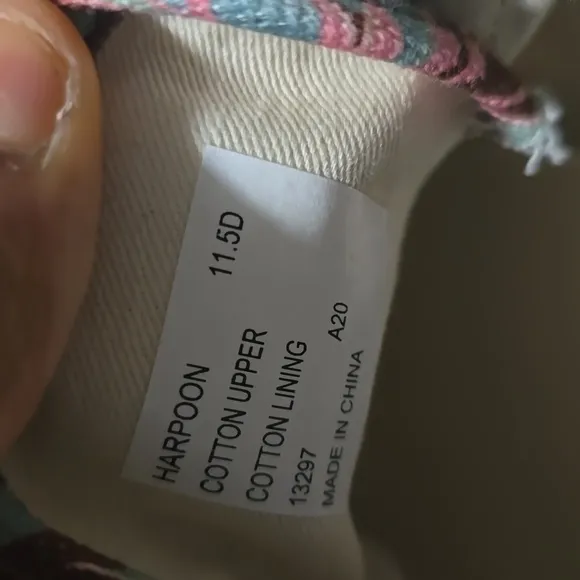 HARPOON 11.5D
COTTON UPPER
COTTON LINING
13297 A20
MADE IN CHINA